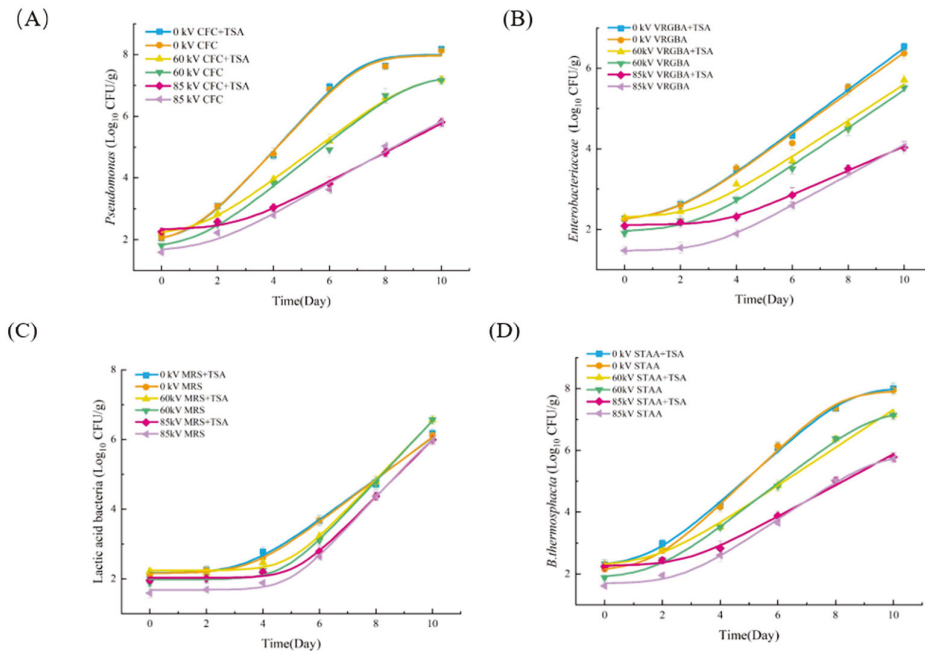 (A)
0 kV CFC+TSA
0 kV CFC
60 kV CFC+TSA
60 kV CFC
85 kV CFC+TSA
85 kV CFC
Pseudomonas (Log10 CFU/g)
8
6
4
2
0 2 4 6 8 10
Time(Day)
(B)
0 kV VRGBA+TSA
0 kV VRGBA
60kV VRGBA+TSA
60kV VRGBA
85kV VRGBA+TSA
85kV VRGBA
Enterobacteriaceae (Log10 CFU/g)
6
4
2
0 2 4 6 8 10
Time(Day)
(C)
0 kV MRS+TSA
0 kV MRS
60kV MRS+TSA
60kV MRS
85kV MRS+TSA
85kV MRS
Lactic acid bacteria (Log10 CFU/g)
8
6
4
2
0 2 4 6 8 10
Time(Day)
(D)
0 kV STAA+TSA
0 kV STAA
60kV STAA+TSA
60kV STAA
85kV STAA+TSA
85kV STAA
B.thermosphacta (Log10 CFU/g)
8
6
4
2
0 2 4 6 8 10
Time(Day)